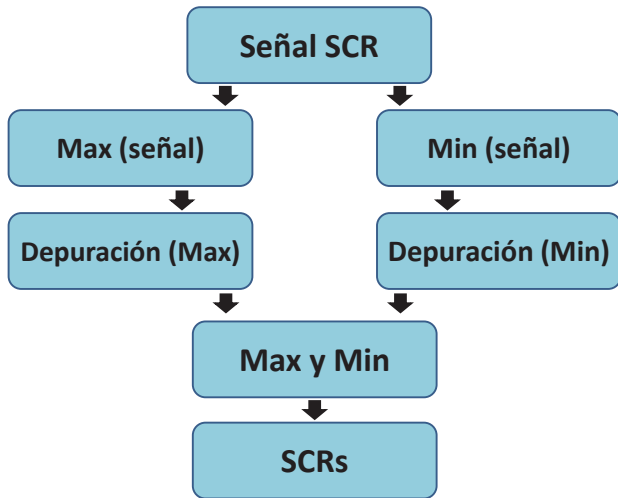 Señal SCR
Max (señal)
Min (señal)
Depuración (Max)
Depuración (Min)
Max y Min
SCRs